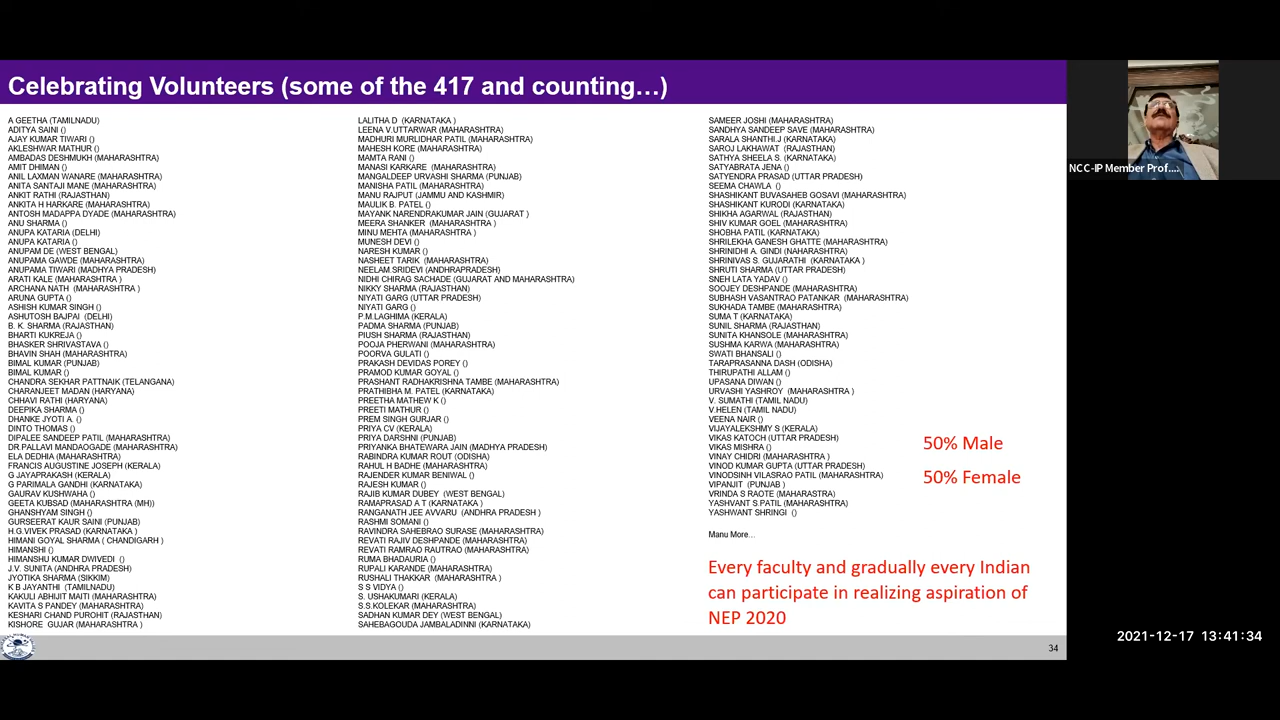 Celebrating Volunteers (some of the 417 and counting…)
A GEETHA (TAMILNADU)
ADITYA SAINI ()
AJAY KUMAR TIWARI ()
AKLESHWAR MATHUR ()
AMBADAS DESHMUKH (MAHARASHTRA)
AMIT DHIMAN ()
ANIL LAXMAN WANARE (MAHARASHTRA)
ANITA SANTAJI MANE (MAHARASHTRA)
ANKIT RATHI (RAJASTHAN)
ANKITA H HARKARE (MAHARASHTRA)
ANTOSH MADAPPA DYADE (MAHARASHTRA)
ANU SHARMA ()
ANUPA KATARIA (DELHI)
ANUPA KATARIA ()
ANUPAM DE (WEST BENGAL)
ANUPAMA GAWDE (MAHARASHTRA)
ANUPAMA TIWARI (MADHYA PRADESH)
ARATI KALE (MAHARASHTRA )
ARCHANA NATH (MAHARASHTRA )
ARUNA GUPTA ()
ASHISH KUMAR SINGH ()
ASHUTOSH BAJPAI (DELHI)
B. K. SHARMA (RAJASTHAN)
BHARTI KUKREJA ()
BHASKER SHRIVASTAVA ()
BHAVIN SHAH (MAHARASHTRA)
BIMAL KUMAR (PUNJAB)
BIMAL KUMAR ()
CHANDRA SEKHAR PATTNAIK (TELANGANA)
CHARANJEET MADAN (HARYANA)
CHHAVI RATHI (HARYANA)
DEEPIKA SHARMA ()
DHANKE JYOTI A. ()
DINTO THOMAS ()
DIPALEE SANDEEP PATIL (MAHARASHTRA)
DR.PALLAVI MANDAOGADE (MAHARASHTRA)
ELA DEDHIA (MAHARASHTRA)
FRANCIS AUGUSTINE JOSEPH (KERALA)
G JAYAPRAKASH (KERALA)
G PARIMALA GANDHI (KARNATAKA)
GAURAV KUSHWAHA ()
GEETA KUBSAD (MAHARASHTRA (MH))
GHANSHYAM SINGH ()
GURSEERAT KAUR SAINI (PUNJAB)
H.G.VIVEK PRASAD (KARNATAKA )
HIMANI GOYAL SHARMA ( CHANDIGARH )
HIMANSHI ()
HIMANSHU KUMAR DWIVEDI ()
J.V. SUNITA (ANDHRA PRADESH)
JYOTIKA SHARMA (SIKKIM)
K B JAYANTHI (TAMILNADU)
KAKULI ABHIJIT MAITI (MAHARASHTRA)
KAVITA S PANDEY (MAHARASHTRA)
KESHARI CHAND PUROHIT (RAJASTHAN)
KISHORE GUJAR (MAHARASHTRA )
LALITHA D (KARNATAKA )
LEENA V.UTTARWAR (MAHARASHTRA)
MADHURI MURLIDHAR PATIL (MAHARASHTRA)
MAHESH KORE (MAHARASHTRA)
MAMTA RANI ()
MANASI KARKARE (MAHARASHTRA)
MANGALDEEP URVASHI SHARMA (PUNJAB)
MANISHA PATIL (MAHARASHTRA)
MANU RAJPUT (JAMMU AND KASHMIR)
MAULIK B. PATEL ()
MAYANK NARENDRAKUMAR JAIN (GUJARAT )
MEERA SHANKER (MAHARASHTRA )
MINU MEHTA (MAHARASHTRA )
MUNESH DEVI ()
NARESH KUMAR ()
NASHEET TARIK (MAHARASHTRA)
NEELAM.SRIDEVI (ANDHRAPRADESH)
NIDHI CHIRAG SACHADE (GUJARAT AND MAHARASHTRA)
NIKKY SHARMA (RAJASTHAN)
NIYATI GARG (UTTAR PRADESH)
NIYATI GARG ()
P.M.LAGHIMA (KERALA)
PADMA SHARMA (PUNJAB)
PIUSH SHARMA (RAJASTHAN)
POOJA PHERWANI (MAHARASHTRA)
POORVA GULATI ()
PRAKASH DEVIDAS POREY ()
PRAMOD KUMAR GOYAL ()
PRASHANT RADHAKRISHNA TAMBE (MAHARASHTRA)
PRATHIBHA M. PATEL (KARNATAKA)
PREETHA MATHEW K ()
PREETI MATHUR ()
PREM SINGH GURJAR ()
PRIYA CV (KERALA)
PRIYA DARSHNI (PUNJAB)
PRIYANKA BHATEWARA JAIN (MADHYA PRADESH)
RABINDRA KUMAR ROUT (ODISHA)
RAHUL H BADHE (MAHARASHTRA)
RAJENDER KUMAR BENIWAL ()
RAJESH KUMAR ()
RAJIB KUMAR DUBEY (WEST BENGAL)
RAMAPRASAD A T (KARNATAKA )
RANGANATH JEE AVVARU (ANDHRA PRADESH )
RASHMI SOMANI ()
RAVINDRA SAHEBRAO SURASE (MAHARASHTRA)
REVATI RAJIV DESHPANDE (MAHARASHTRA)
REVATI RAMRAO RAUTRAO (MAHARASHTRA)
RUMA BHADAURIA ()
RUPALI KARANDE (MAHARASHTRA)
RUSHALI THAKKAR (MAHARASHTRA )
S S VIDYA ()
S. USHAKUMARI (KERALA)
S.S.KOLEKAR (MAHARASHTRA)
SADHAN KUMAR DEY (WEST BENGAL)
SAHEBAGOUDA JAMBALADINNI (KARNATAKA)
SAMEER JOSHI (MAHARASHTRA)
SANDHYA SANDEEP SAVE (MAHARASHTRA)
SARALA SHANTHI.J (KARNATAKA)
SAROJ LAKHAWAT (RAJASTHAN)
SATHYA SHEELA S. (KARNATAKA)
SATYABRATA JENA ()
SATYENDRA PRASAD (UTTAR PRADESH)
SEEMA CHAWLA ()
SHASHIKANT BUVASAHEB GOSAVI (MAHARASHTRA)
SHASHIKANT KURODI (KARNATAKA)
SHIKHA AGARWAL (RAJASTHAN)
SHIV KUMAR GOEL (MAHARASHTRA)
SHOBHA PATIL (KARNATAKA)
SHRILEKHA GANESH GHATTE (MAHARASHTRA)
SHRINIDHI A. GINDI (NAHARASHTRA)
SHRINIVAS S. GUJARATHI (KARNATAKA )
SHRUTI SHARMA (UTTAR PRADESH)
SNEH LATA YADAV ()
SOOJEY DESHPANDE (MAHARASHTRA)
SUBHASH VASANTRAO PATANKAR (MAHARASHTRA)
SUKHADA TAMBE (MAHARASHTRA)
SUMA T (KARNATAKA)
SUNIL SHARMA (RAJASTHAN)
SUNITA KHANSOLE (MAHARASHTRA)
SUSHMA KARWA (MAHARASHTRA)
SWATI BHANSALI ()
TARAPRASANNA DASH (ODISHA)
THIRUPATHI ALLAM ()
UPASANA DIWAN ()
URVASHI YASHROY (MAHARASHTRA )
V. SUMATHI (TAMIL NADU)
V.HELEN (TAMIL NADU)
VEENA NAIR ()
VIJAYALEKSHMY S (KERALA)
VIKAS KATOCH (UTTAR PRADESH)
VIKAS MISHRA ()
VINAY CHIDRI (MAHARASHTRA )
VINOD KUMAR GUPTA (UTTAR PRADESH)
VINODSINH VILASRAO PATIL (MAHARASHTRA)
VIPANJIT (PUNJAB )
VRINDA S RAOTE (MAHARASTRA)
YASHVANT S.PATIL (MAHARASHTRA)
YASHWANT SHRINGI ()
Manu More...
50% Male
50% Female
Every faculty and gradually every Indian
can participate in realizing aspiration of
NEP 2020
34
NCC-IP Member Prof....
2021-12-17 13:41:34